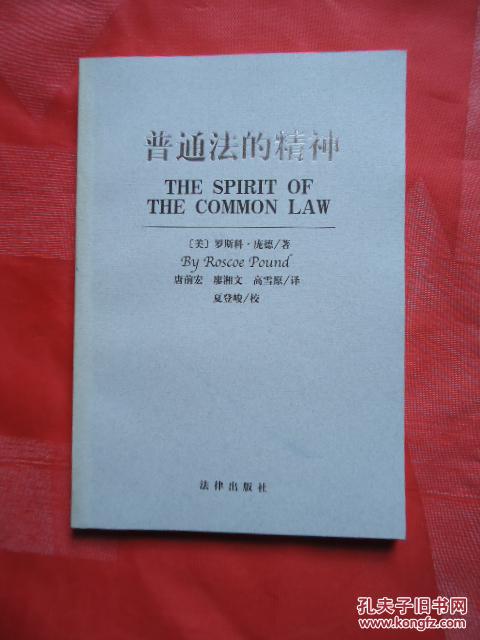 普通法的精神
THE SPIRIT OF
THE COMMON LAW
〔美〕罗斯科·庞德/著
By Roscoe Pound
唐前宏 廖湘文 高雪原/译
夏登峻/校
法律出版社
孔夫子旧书网
kongfz.com